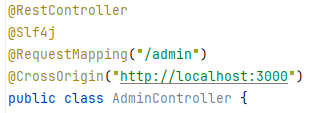 @RestController
@Slf4j
@RequestMapping("/admin")
@CrossOrigin("http://localhost:3000")
public class AdminController {